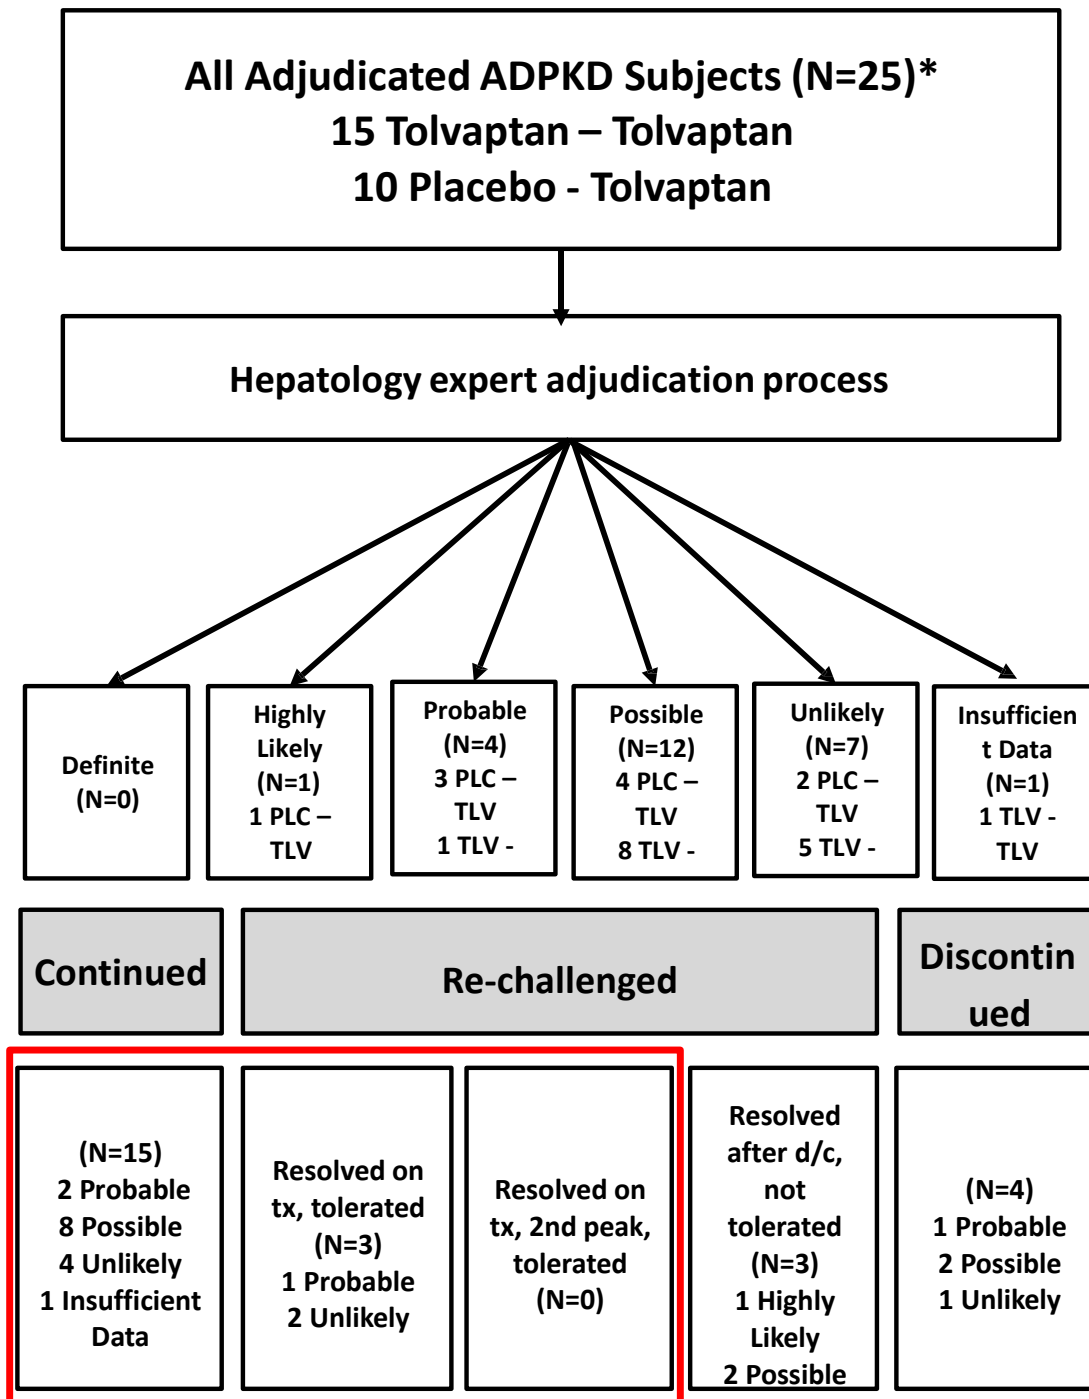 All Adjudicated ADPKD Subjects (N=25)*
15 Tolvaptan – Tolvaptan
10 Placebo - Tolvaptan
Hepatology expert adjudication process
Definite
(N=0)
Highly
Likely
(N=1)
1 PLC –
TLV
Probable
(N=4)
3 PLC –
TLV
1 TLV -
Possible
(N=12)
4 PLC –
TLV
8 TLV -
Unlikely
(N=7)
2 PLC –
TLV
5 TLV -
Insufficien
t Data
(N=1)
1 TLV -
TLV
Continued
Re-challenged
Discontin
ued
(N=15)
2 Probable
8 Possible
4 Unlikely
1 Insufficient
Data
Resolved on
tx, tolerated
(N=3)
1 Probable
2 Unlikely
Resolved on
tx, 2nd peak,
tolerated
(N=0)
Resolved
after d/c,
not
tolerated
(N=3)
1 Highly
Likely
2 Possible
(N=4)
1 Probable
2 Possible
1 Unlikely